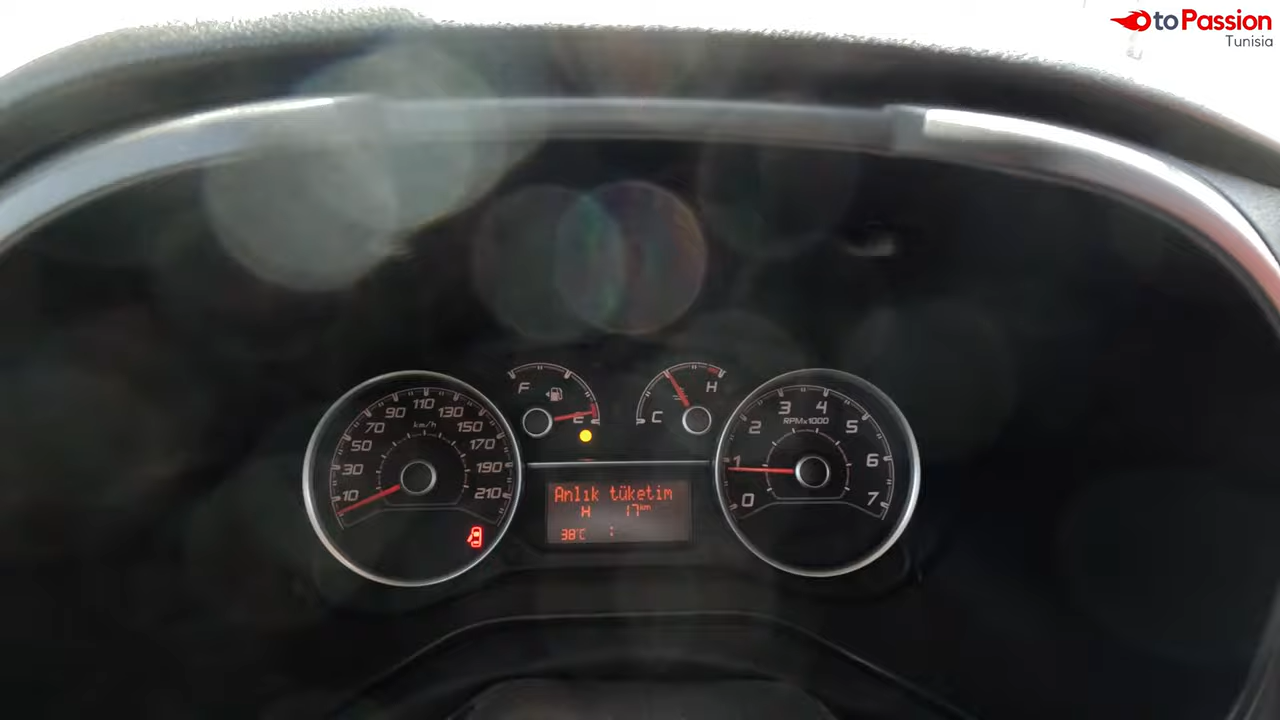 toPassion
Tunisia
F
E
C
H
10
30
50
70
90
110
130
150
170
190
210
km/h
0
1
2
3
4
5
6
7
RPMx1000
Anlık tüketim
H 17km
38°C :